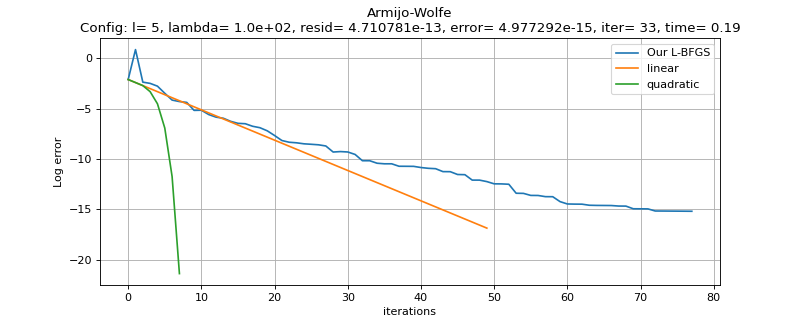 Armijo-Wolfe
Config: l= 5, lambda= 1.0e+02, resid= 4.710781e-13, error= 4.977292e-15, iter= 33, time= 0.19
Our L-BFGS
linear
quadratic
0
−5
−10
−15
−20
Log error
0 10 20 30 40 50 60 70 80
iterations